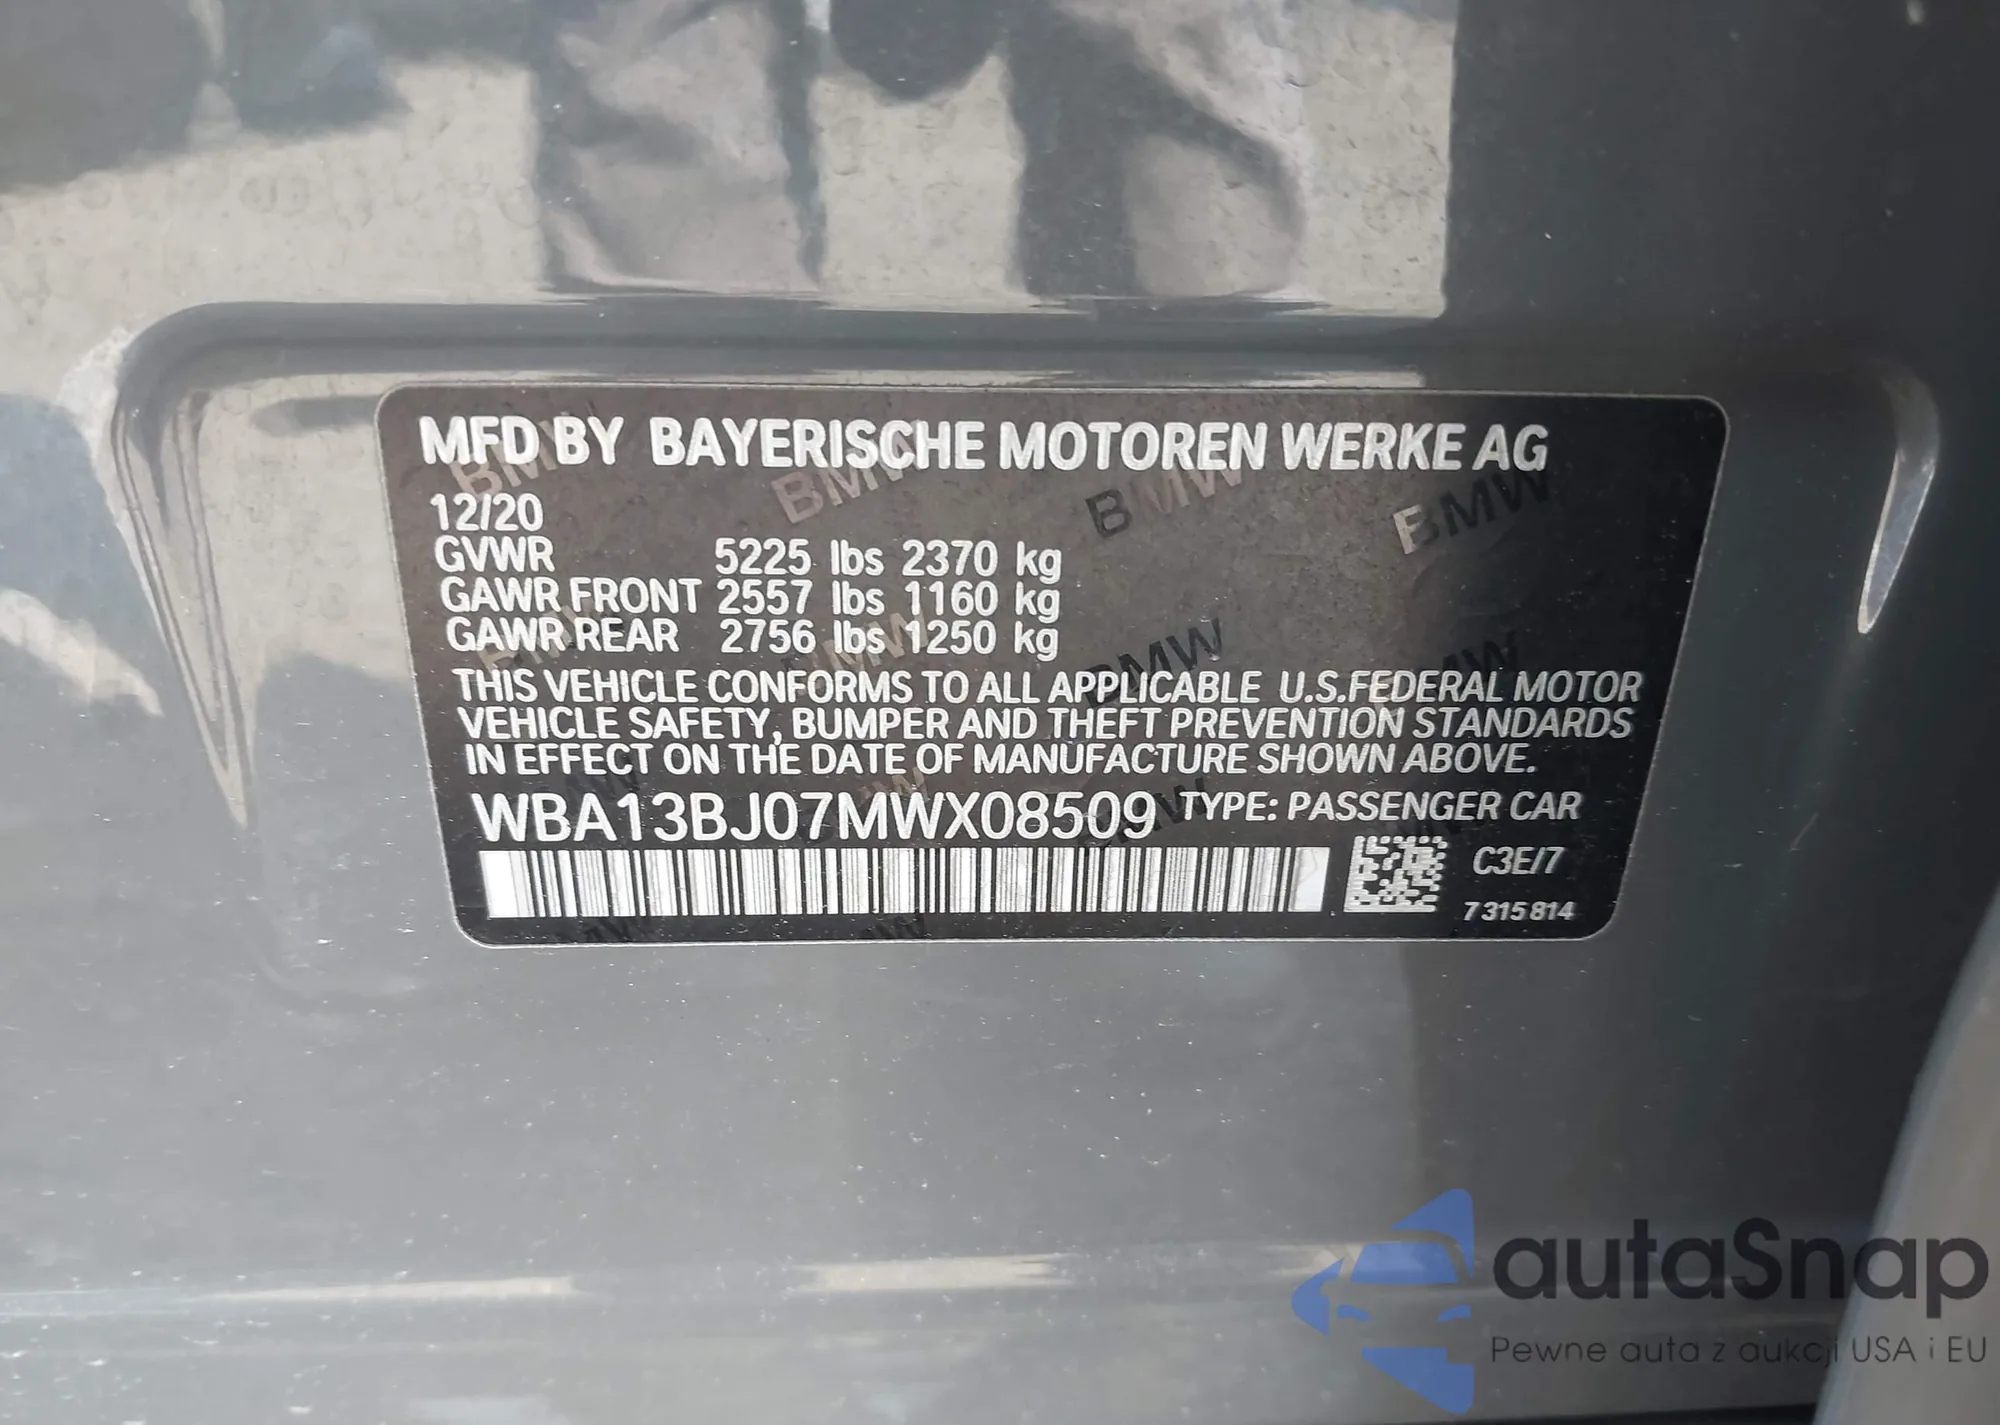 MFD BY BAYERISCHE MOTOREN WERKE AG
12/20
GVWR 5225 lbs 2370 kg
GAWR FRONT 2557 lbs 1160 kg
GAWR REAR 2756 lbs 1250 kg
THIS VEHICLE CONFORMS TO ALL APPLICABLE U.S.FEDERAL MOTOR
VEHICLE SAFETY, BUMPER AND THEFT PREVENTION STANDARDS
IN EFFECT ON THE DATE OF MANUFACTURE SHOWN ABOVE.
WBA13BJ07MWX08509 TYPE: PASSENGER CAR
C3E/7
7315814
autaSnap
Pewne auta z aukcji USA i EU